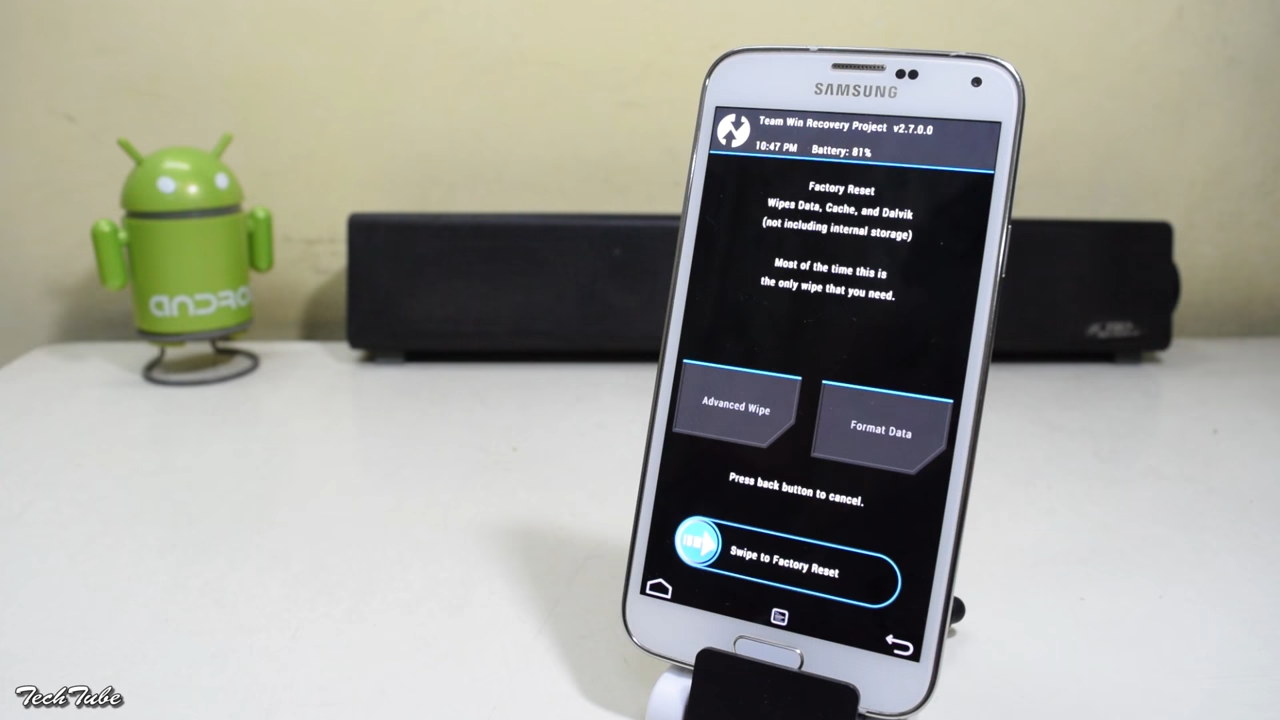 SAMSUNG
Team Win Recovery Project v2.7.0.0
10:47 PM Battery: 81%
Factory Reset
Wipes Data, Cache, and Dalvik
(not including internal storage)
Most of the time this is
the only wipe that you need.
Advanced Wipe
Format Data
Press back button to cancel.
Swipe to Factory Reset
ANDRO
TechTube